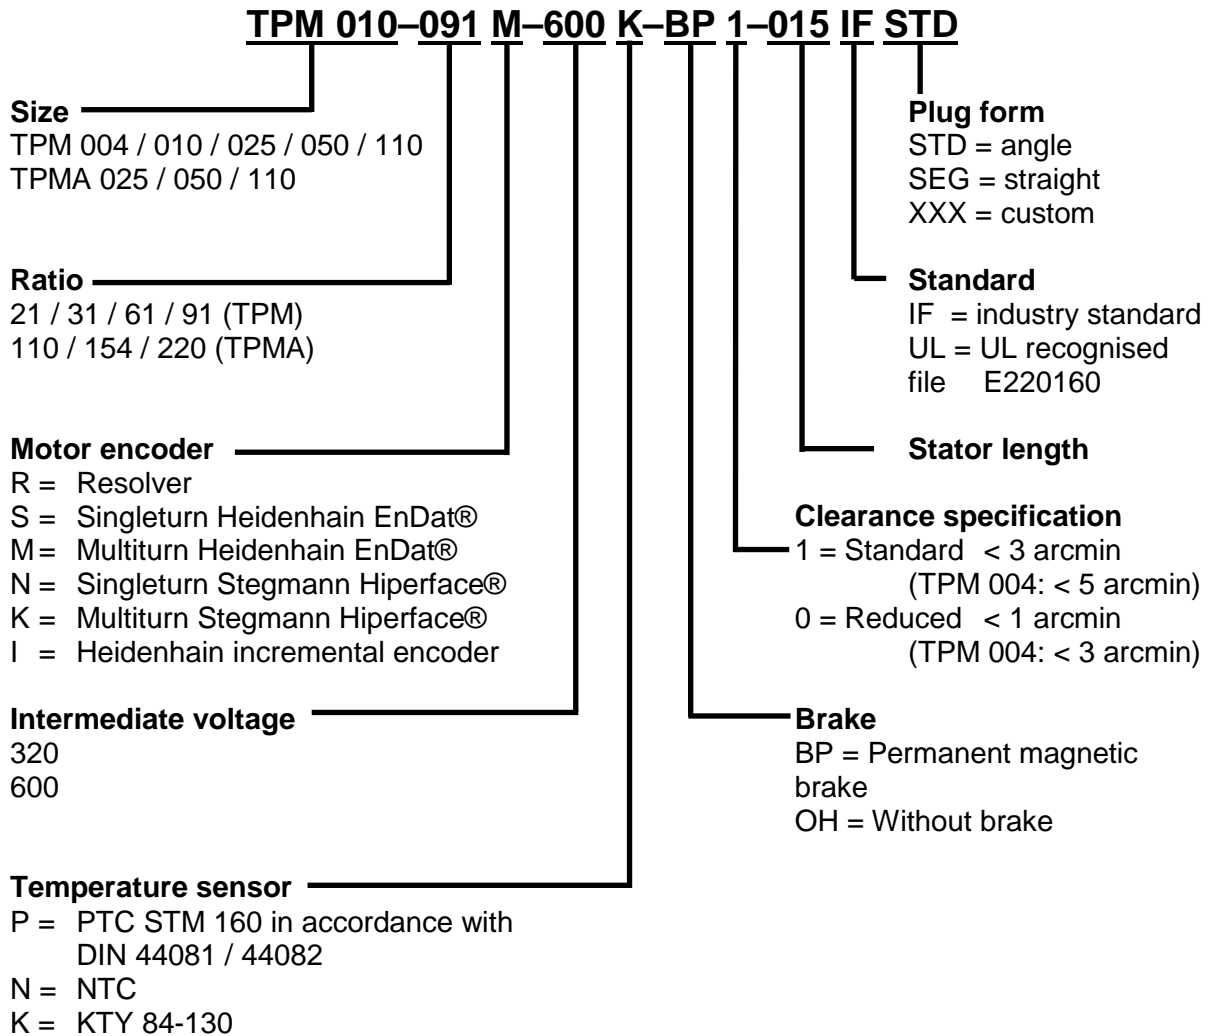 TPM 010–091 M–600 K–BP 1–015 IF STD
Size
TPM 004 / 010 / 025 / 050 / 110
TPMA 025 / 050 / 110
Ratio
21 / 31 / 61 / 91 (TPM)
110 / 154 / 220 (TPMA)
Motor encoder
R = Resolver
S = Singleturn Heidenhain EnDat®
M = Multiturn Heidenhain EnDat®
N = Singleturn Stegmann Hiperface®
K = Multiturn Stegmann Hiperface®
I = Heidenhain incremental encoder
Intermediate voltage
320
600
Temperature sensor
P = PTC STM 160 in accordance with
DIN 44081 / 44082
N = NTC
K = KTY 84-130
Plug form
STD = angle
SEG = straight
XXX = custom
Standard
IF = industry standard
UL = UL recognised
file E220160
Stator length
Clearance specification
1 = Standard < 3 arcmin
(TPM 004: < 5 arcmin)
0 = Reduced < 1 arcmin
(TPM 004: < 3 arcmin)
Brake
BP = Permanent magnetic
brake
OH = Without brake